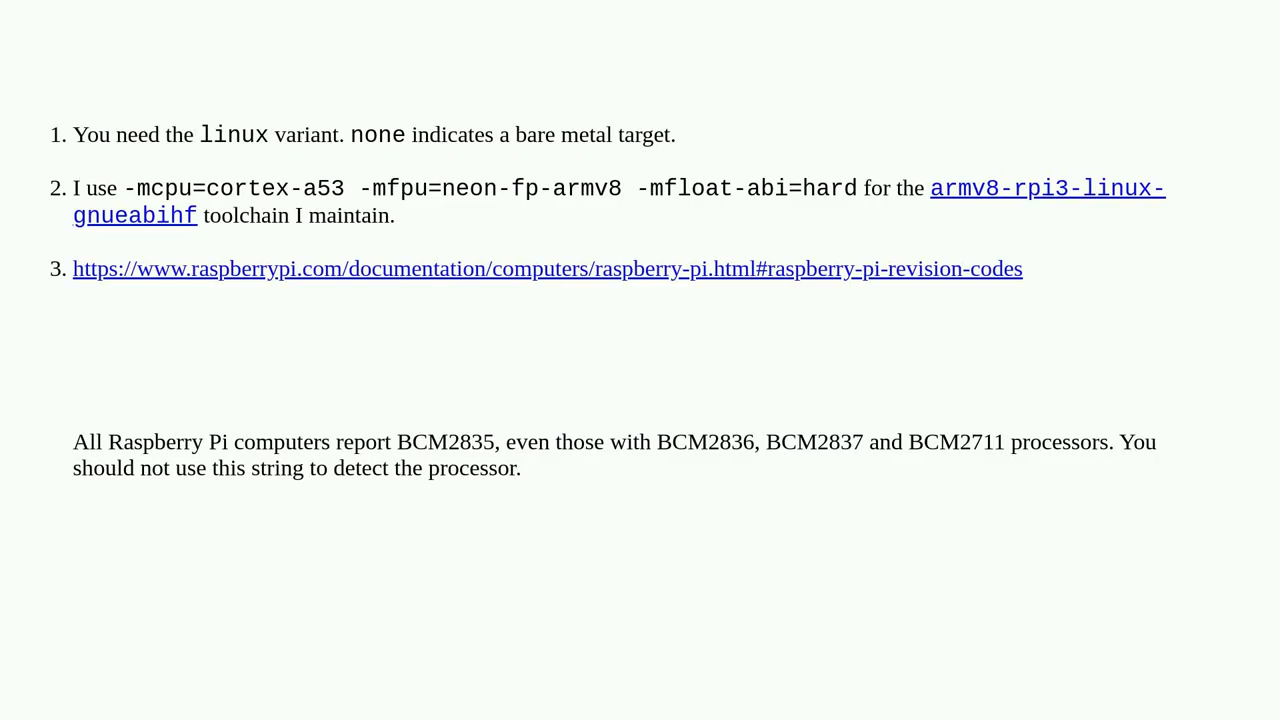 1. You need the linux variant. none indicates a bare metal target.
2. I use -mcpu=cortex-a53 -mfpu=neon-fp-armv8 -mfloat-abi=hard for the armv8-rpi3-linux-
gnueabihf toolchain I maintain.
3. https://www.raspberrypi.com/documentation/computers/raspberry-pi.html#raspberry-pi-revision-codes
All Raspberry Pi computers report BCM2835, even those with BCM2836, BCM2837 and BCM2711 processors. You
should not use this string to detect the processor.